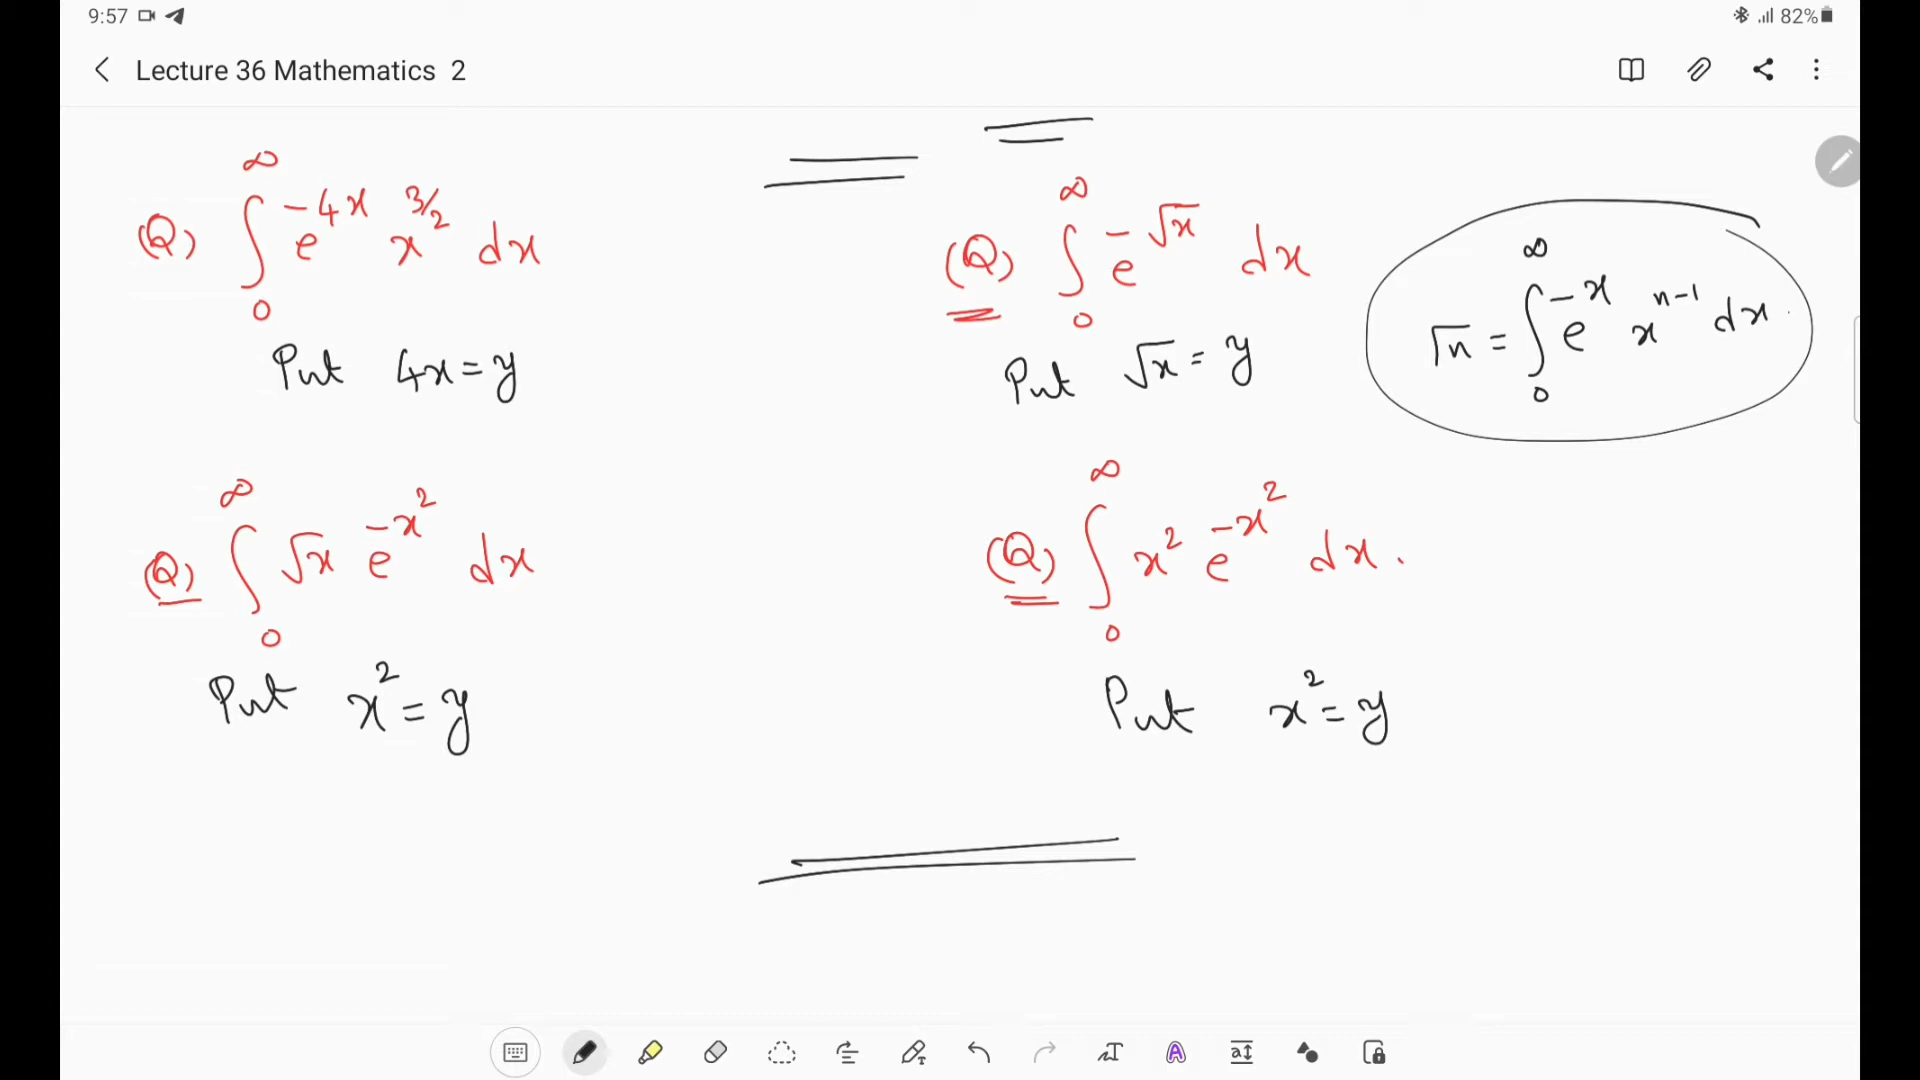 9:57
82%
Lecture 36 Mathematics 2
(Q) ∫₀^∞ e^{-4x} x^{3/2} dx
Put 4x = y
(Q) ∫₀^∞ e^{-√x} dx
Put √x = y
Γn = ∫₀^∞ e^{-x} x^{n-1} dx.
(Q) ∫₀^∞ √x e^{-x²} dx
Put x² = y
(Q) ∫₀^∞ x² e^{-x²} dx.
Put x² = y